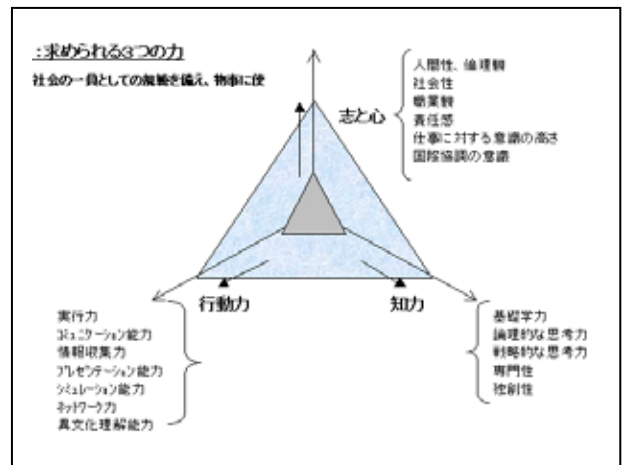 :求められる3つの力
社会の一員としての規範を備え、物事に使
志と心
人間性、倫理観
社会性
職業観
責任感
仕事に対する意識の高さ
国際協調の意識
行動力
知力
実行力
コミュニケーション能力
情報収集力
プレゼンテーション能力
シミュレーション能力
ネットワーク力
異文化理解能力
基礎学力
論理的な思考力
戦略的な思考力
専門性
独創性